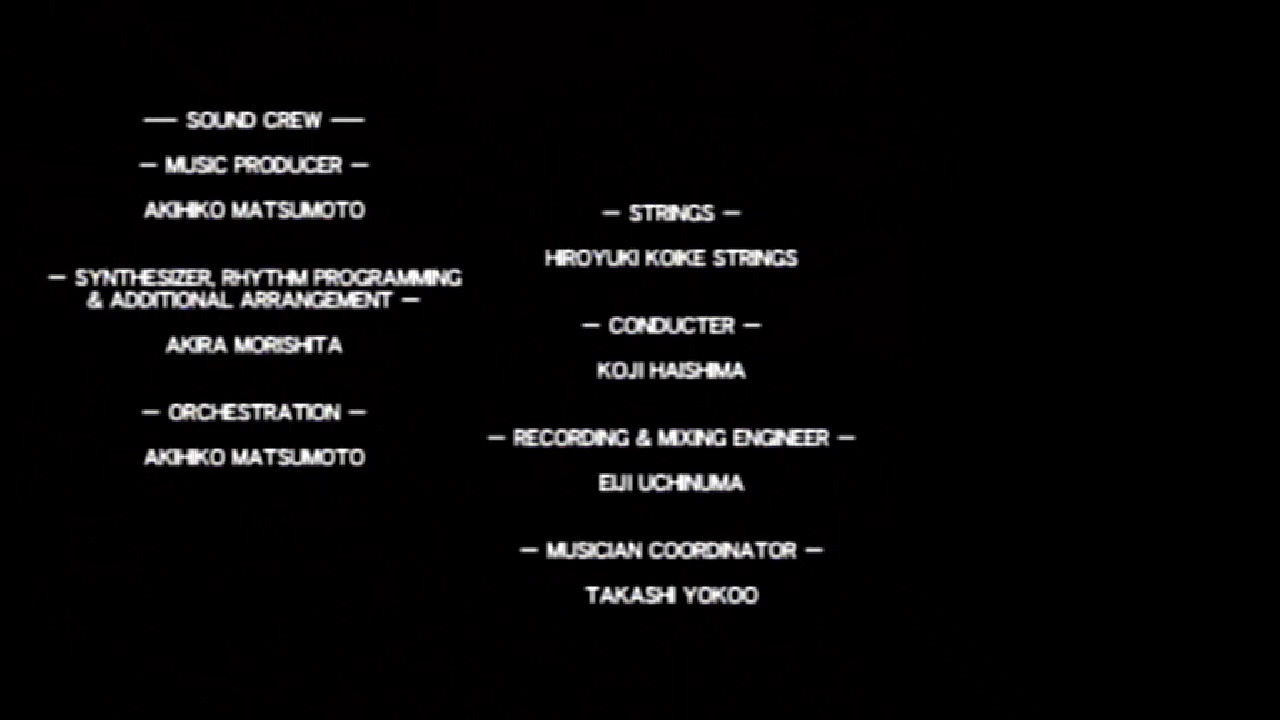 — SOUND CREW —
— MUSIC PRODUCER —
AKIHIKO MATSUMOTO
— SYNTHESIZER, RHYTHM PROGRAMMING
& ADDITIONAL ARRANGEMENT —
AKIRA MORISHITA
— ORCHESTRATION —
AKIHIKO MATSUMOTO
— STRINGS —
HIROYUKI KOIKE STRINGS
— CONDUCTER —
KOJI HAISHIMA
— RECORDING & MIXING ENGINEER —
EIJI UCHINUMA
— MUSICIAN COORDINATOR —
TAKASHI YOKOO